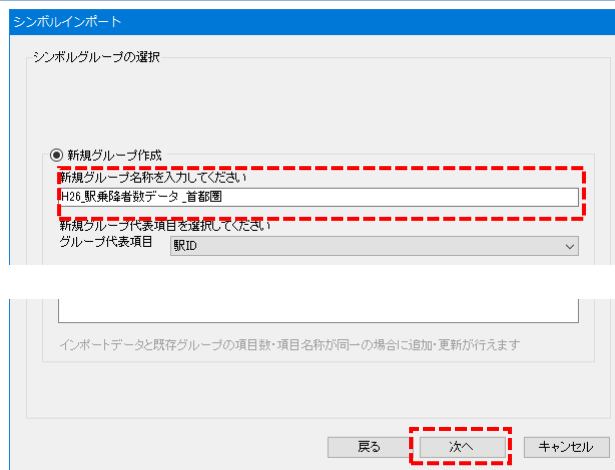 シンボルインポート
シンボルグループの選択
新規グループ作成
新規グループ名称を入力してください
H26_駅乗降者数データ_首都圏
新規グループ代表項目を選択してください
グループ代表項目 駅ID
インポートデータと既存グループの項目数・項目名称が同一の場合に追加・更新が行えます
戻る 次へ キャンセル